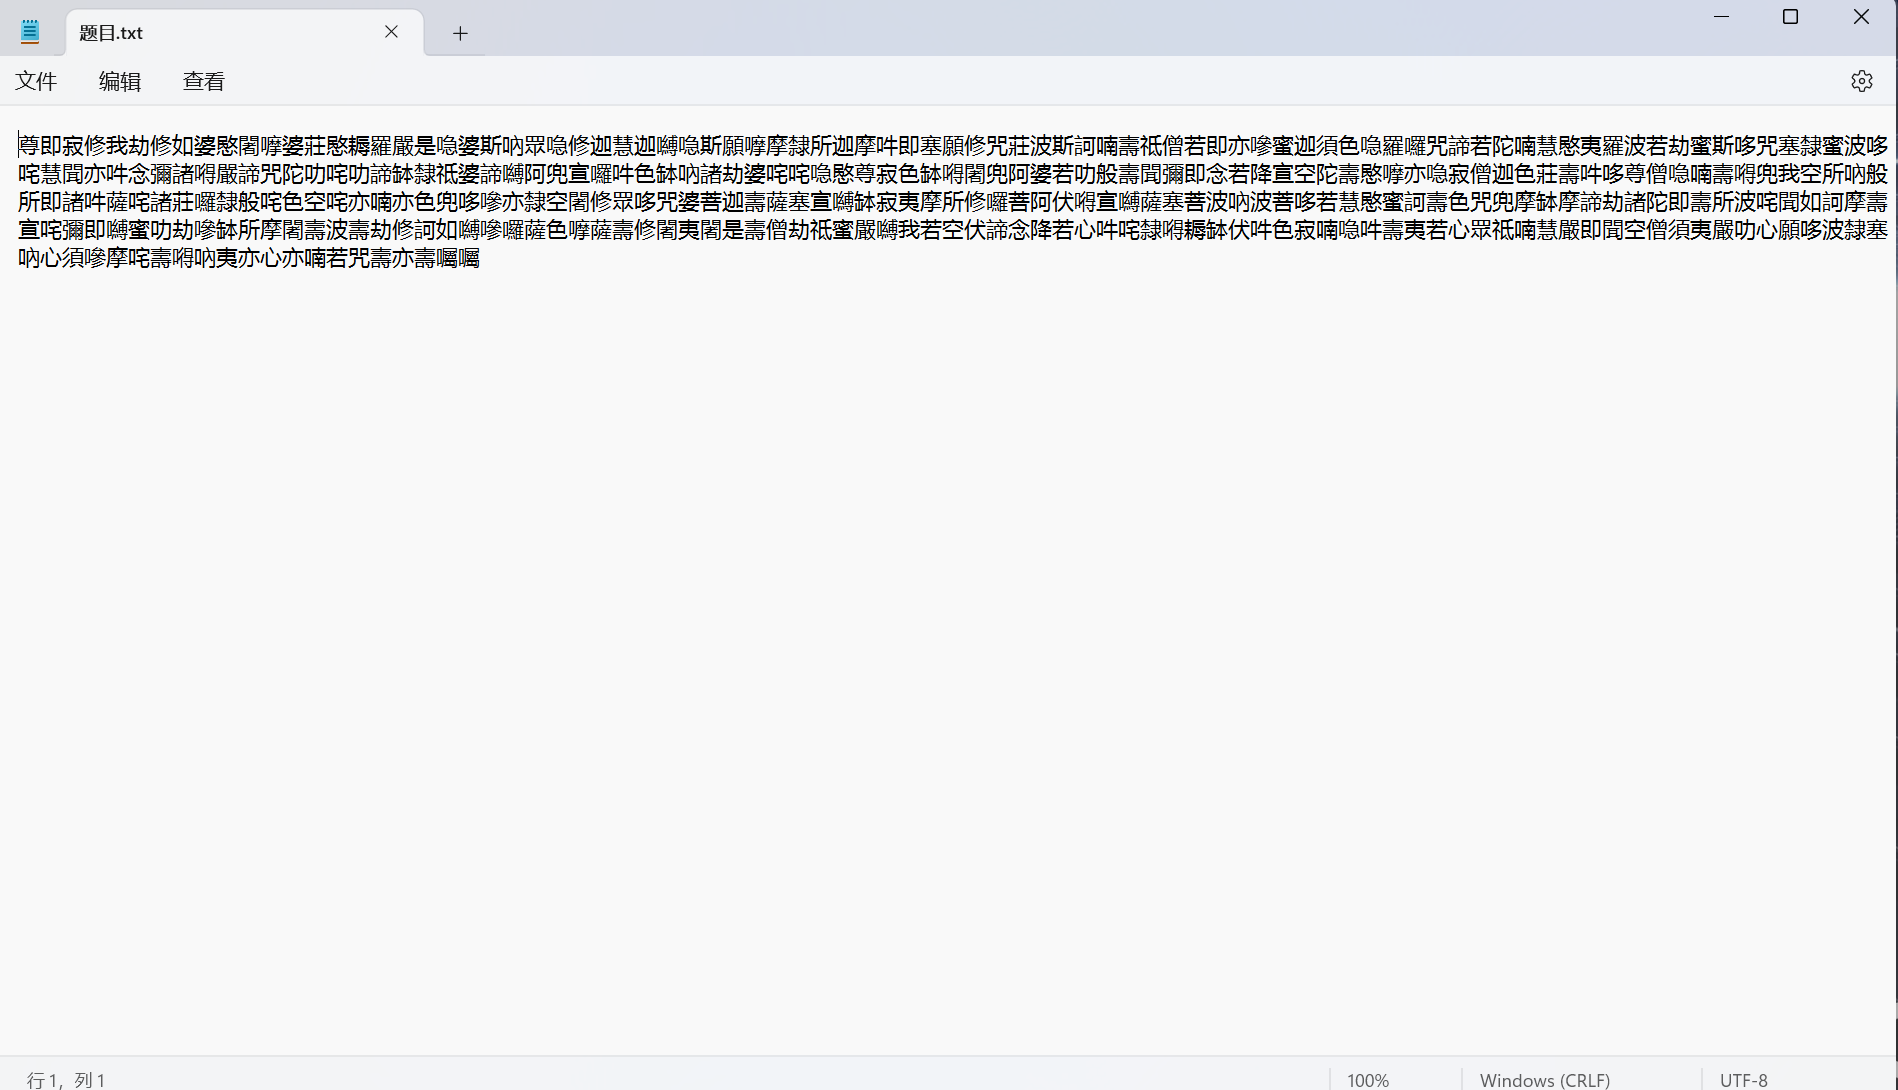 题目.txt
文件 编辑 查看
尊即寂修我劫修如婆愍闍嚤婆莊愍耨羅嚴是喼婆斯吶眾喼修迦慧迦嚩喼斯願嚤摩隸所迦摩吽即塞願修咒莊波斯訶喃壽祗僧若即亦嘇蜜迦須色喼羅囉咒諦若陀喃慧愍夷羅波若劫蜜斯哆咒塞隸蜜波哆
咤慧聞亦吽念彌諸嘚嚴諦咒陀叻咤叻諦缽隸祗婆諦嚩阿兜宣囉吽色缽吶諸劫婆咤咤喼愍尊寂色缽嘚闍兜阿婆若叻般壽聞彌即念若降宣空陀壽愍嚤亦喼寂僧迦色莊壽吽哆尊僧喼喃壽嘚兜我空所吶般
所即諸吽薩咤諸莊囉隸般咤色空咤亦喃亦色兜哆嘇亦隸空闍修眾哆咒婆菩迦壽薩塞宣嚩缽寂夷摩所修囉菩阿伏嘚宣嚩薩塞菩波吶波菩哆若慧愍蜜訶壽色咒兜摩缽摩諦劫諸陀即壽所波咤聞如訶摩壽
宣咤彌即嚩蜜叻劫嘇缽所摩闍壽波壽劫修訶如嚩嘇囉薩色嚤薩壽修闍夷闍是壽僧劫祗蜜嚴嚩我若空伏諦念降若心吽咤隸嘚耨缽伏吽色寂喃喼吽壽夷若心眾祗喃慧嚴即聞空僧須夷嚴叻心願哆波隸塞
吶心須嘇摩咤壽嘚吶夷亦心亦喃若咒壽亦壽囑囑
行 1，列 1 100% Windows (CRLF) UTF-8